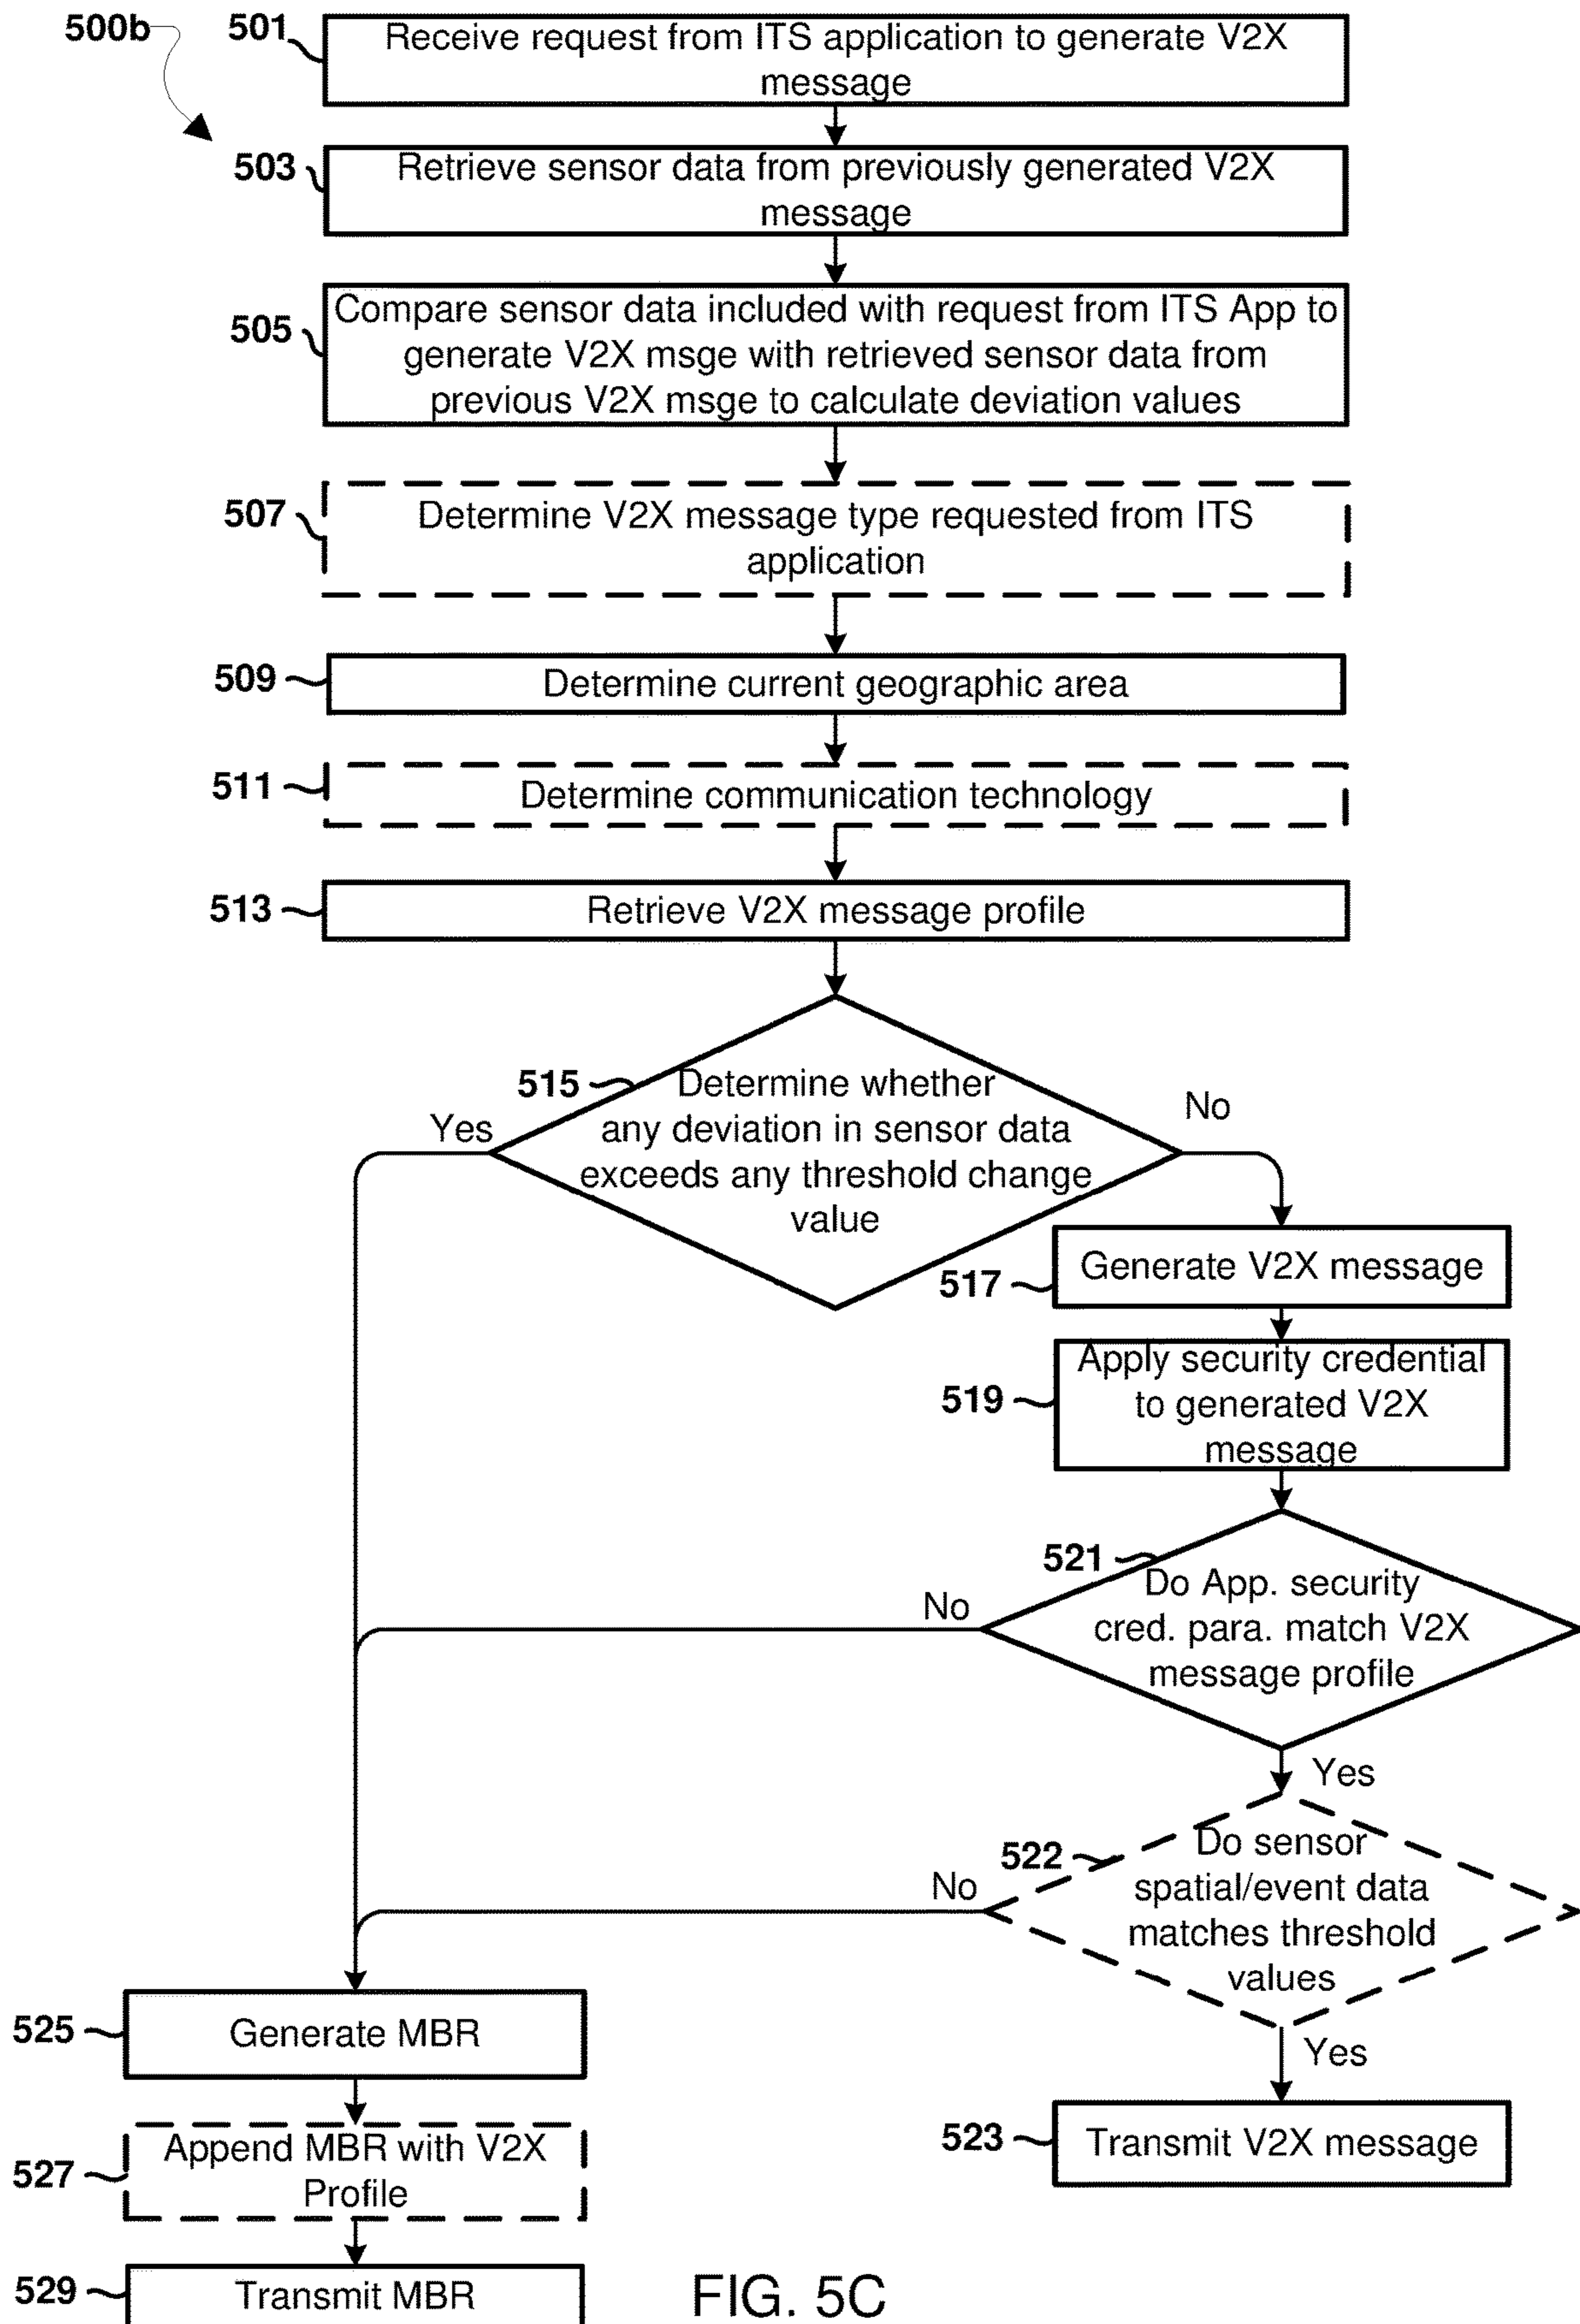 500b
501
Receive request from ITS application to generate V2X
message
503
Retrieve sensor data from previously generated V2X
message
505
Compare sensor data included with request from ITS App to
generate V2X msge with retrieved sensor data from
previous V2X msge to calculate deviation values
507
Determine V2X message type requested from ITS
application
509
Determine current geographic area
511
Determine communication technology
513
Retrieve V2X message profile
515
Determine whether
any deviation in sensor data
exceeds any threshold change
value
Yes
No
517
Generate V2X message
519
Apply security credential
to generated V2X
message
521
Do App. security
cred. para. match V2X
message profile
No
Yes
522
Do sensor
spatial/event data
matches threshold
values
No
Yes
523
Transmit V2X message
525
Generate MBR
527
Append MBR with V2X
Profile
529
Transmit MBR
FIG. 5C